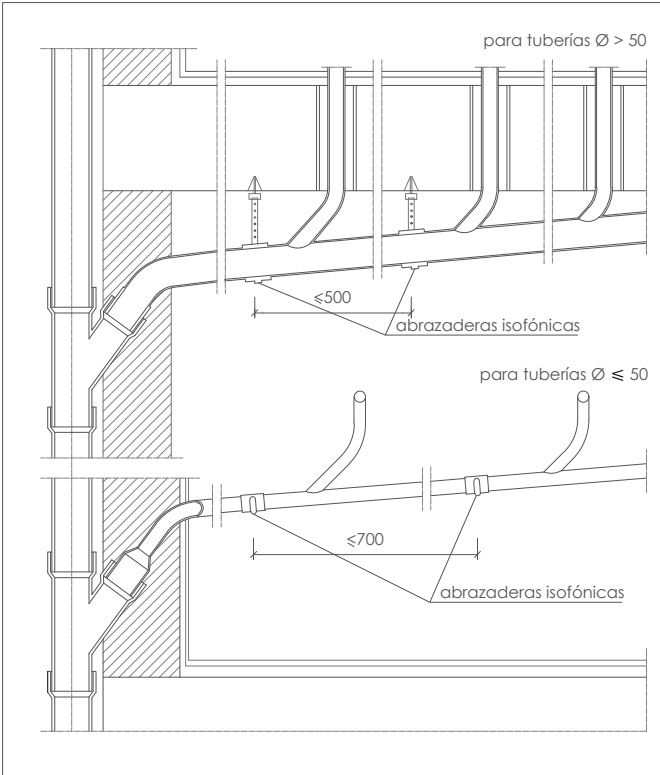 para tuberías Ø > 50
≤500
abrazaderas isofónicas
para tuberías Ø ≤ 50
≤700
abrazaderas isofónicas